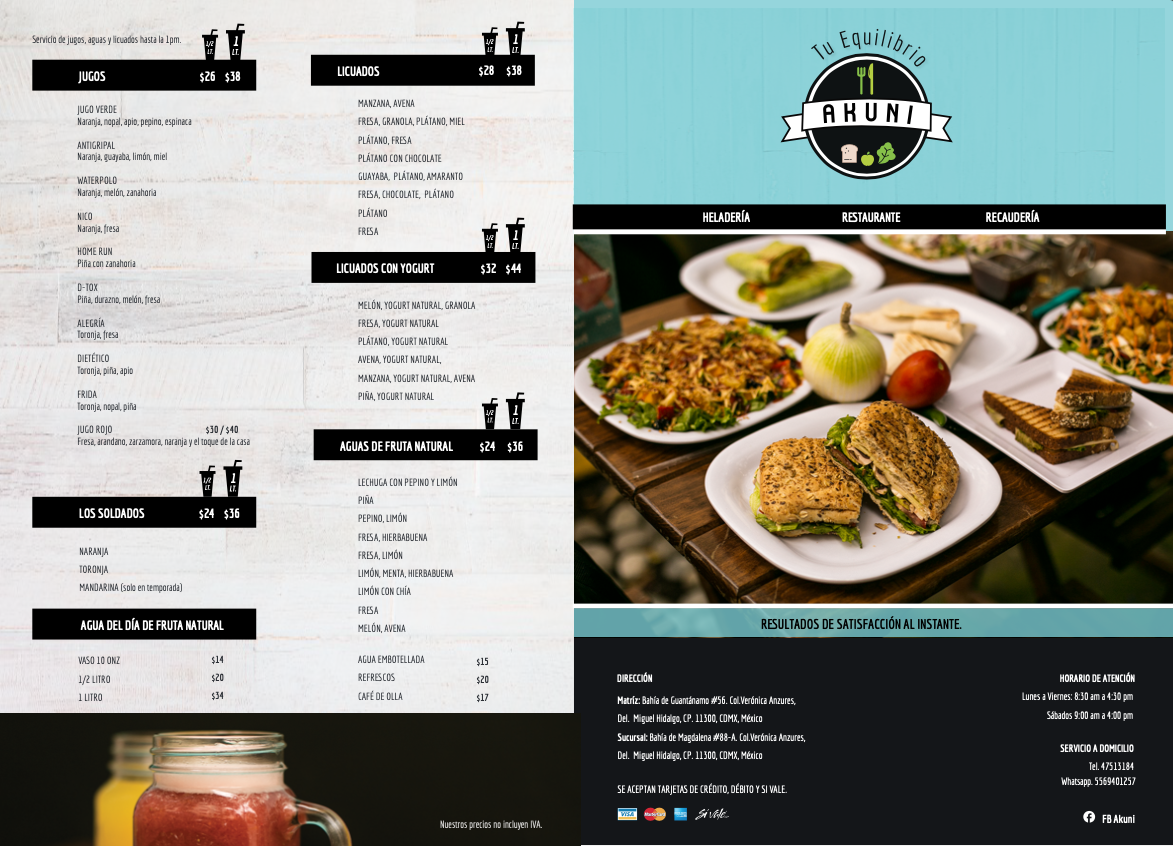 Servicio de jugos, aguas y licuados hasta la 1pm.
1/2 LT.
1 LT.
JUGOS $26 $38
JUGO VERDE
Naranja, nopal, apio, pepino, espinaca
ANTIGRIPAL
Naranja, guayaba, limón, miel
WATERPOLO
Naranja, melón, zanahoria
NICO
Naranja, fresa
HOME RUN
Piña con zanahoria
D-TOX
Piña, durazno, melón, fresa
ALEGRÍA
Toronja, fresa
DIETÉTICO
Toronja, piña, apio
FRIDA
Toronja, nopal, piña
JUGO ROJO $30 / $40
Fresa, arandano, zarzamora, naranja y el toque de la casa
1/2 LT.
1 LT.
LOS SOLDADOS $24 $36
NARANJA
TORONJA
MANDARINA (solo en temporada)
AGUA DEL DÍA DE FRUTA NATURAL
VASO 10 ONZ $14
1/2 LITRO $20
1 LITRO $34
1/2 LT.
1 LT.
LICUADOS $28 $38
MANZANA, AVENA
FRESA, GRANOLA, PLÁTANO, MIEL
PLÁTANO, FRESA
PLÁTANO CON CHOCOLATE
GUAYABA, PLÁTANO, AMARANTO
FRESA, CHOCOLATE, PLÁTANO
PLÁTANO
FRESA
1/2 LT.
1 LT.
LICUADOS CON YOGURT $32 $44
MELÓN, YOGURT NATURAL, GRANOLA
FRESA, YOGURT NATURAL
PLÁTANO, YOGURT NATURAL
AVENA, YOGURT NATURAL,
MANZANA, YOGURT NATURAL, AVENA
PIÑA, YOGURT NATURAL
1/2 LT.
1 LT.
AGUAS DE FRUTA NATURAL $24 $36
LECHUGA CON PEPINO Y LIMÓN
PIÑA
PEPINO, LIMÓN
FRESA, HIERBABUENA
FRESA, LIMÓN
LIMÓN, MENTA, HIERBABUENA
LIMÓN CON CHÍA
FRESA
MELÓN, AVENA
AGUA EMBOTELLADA $15
REFRESCOS $20
CAFÉ DE OLLA $17
Nuestros precios no incluyen IVA.
Tu Equilibrio
AKUNI
HELADERÍA RESTAURANTE RECAUDERÍA
RESULTADOS DE SATISFACCIÓN AL INSTANTE.
DIRECCIÓN
Matriz: Bahía de Guantánamo #56. Col.Verónica Anzures,
Del. Miguel Hidalgo, CP. 11300, CDMX, México
Sucursal: Bahía de Magdalena #88-A. Col.Verónica Anzures,
Del. Miguel Hidalgo, CP. 11300, CDMX, México
SE ACEPTAN TARJETAS DE CRÉDITO, DÉBITO Y SI VALE.
VISA MasterCard Si Vale
HORARIO DE ATENCIÓN
Lunes a Viernes: 8:30 am a 4:30 pm
Sábados 9:00 am a 4:00 pm
SERVICIO A DOMICILIO
Tel. 47513184
Whatsapp. 5569401257
FB Akuni